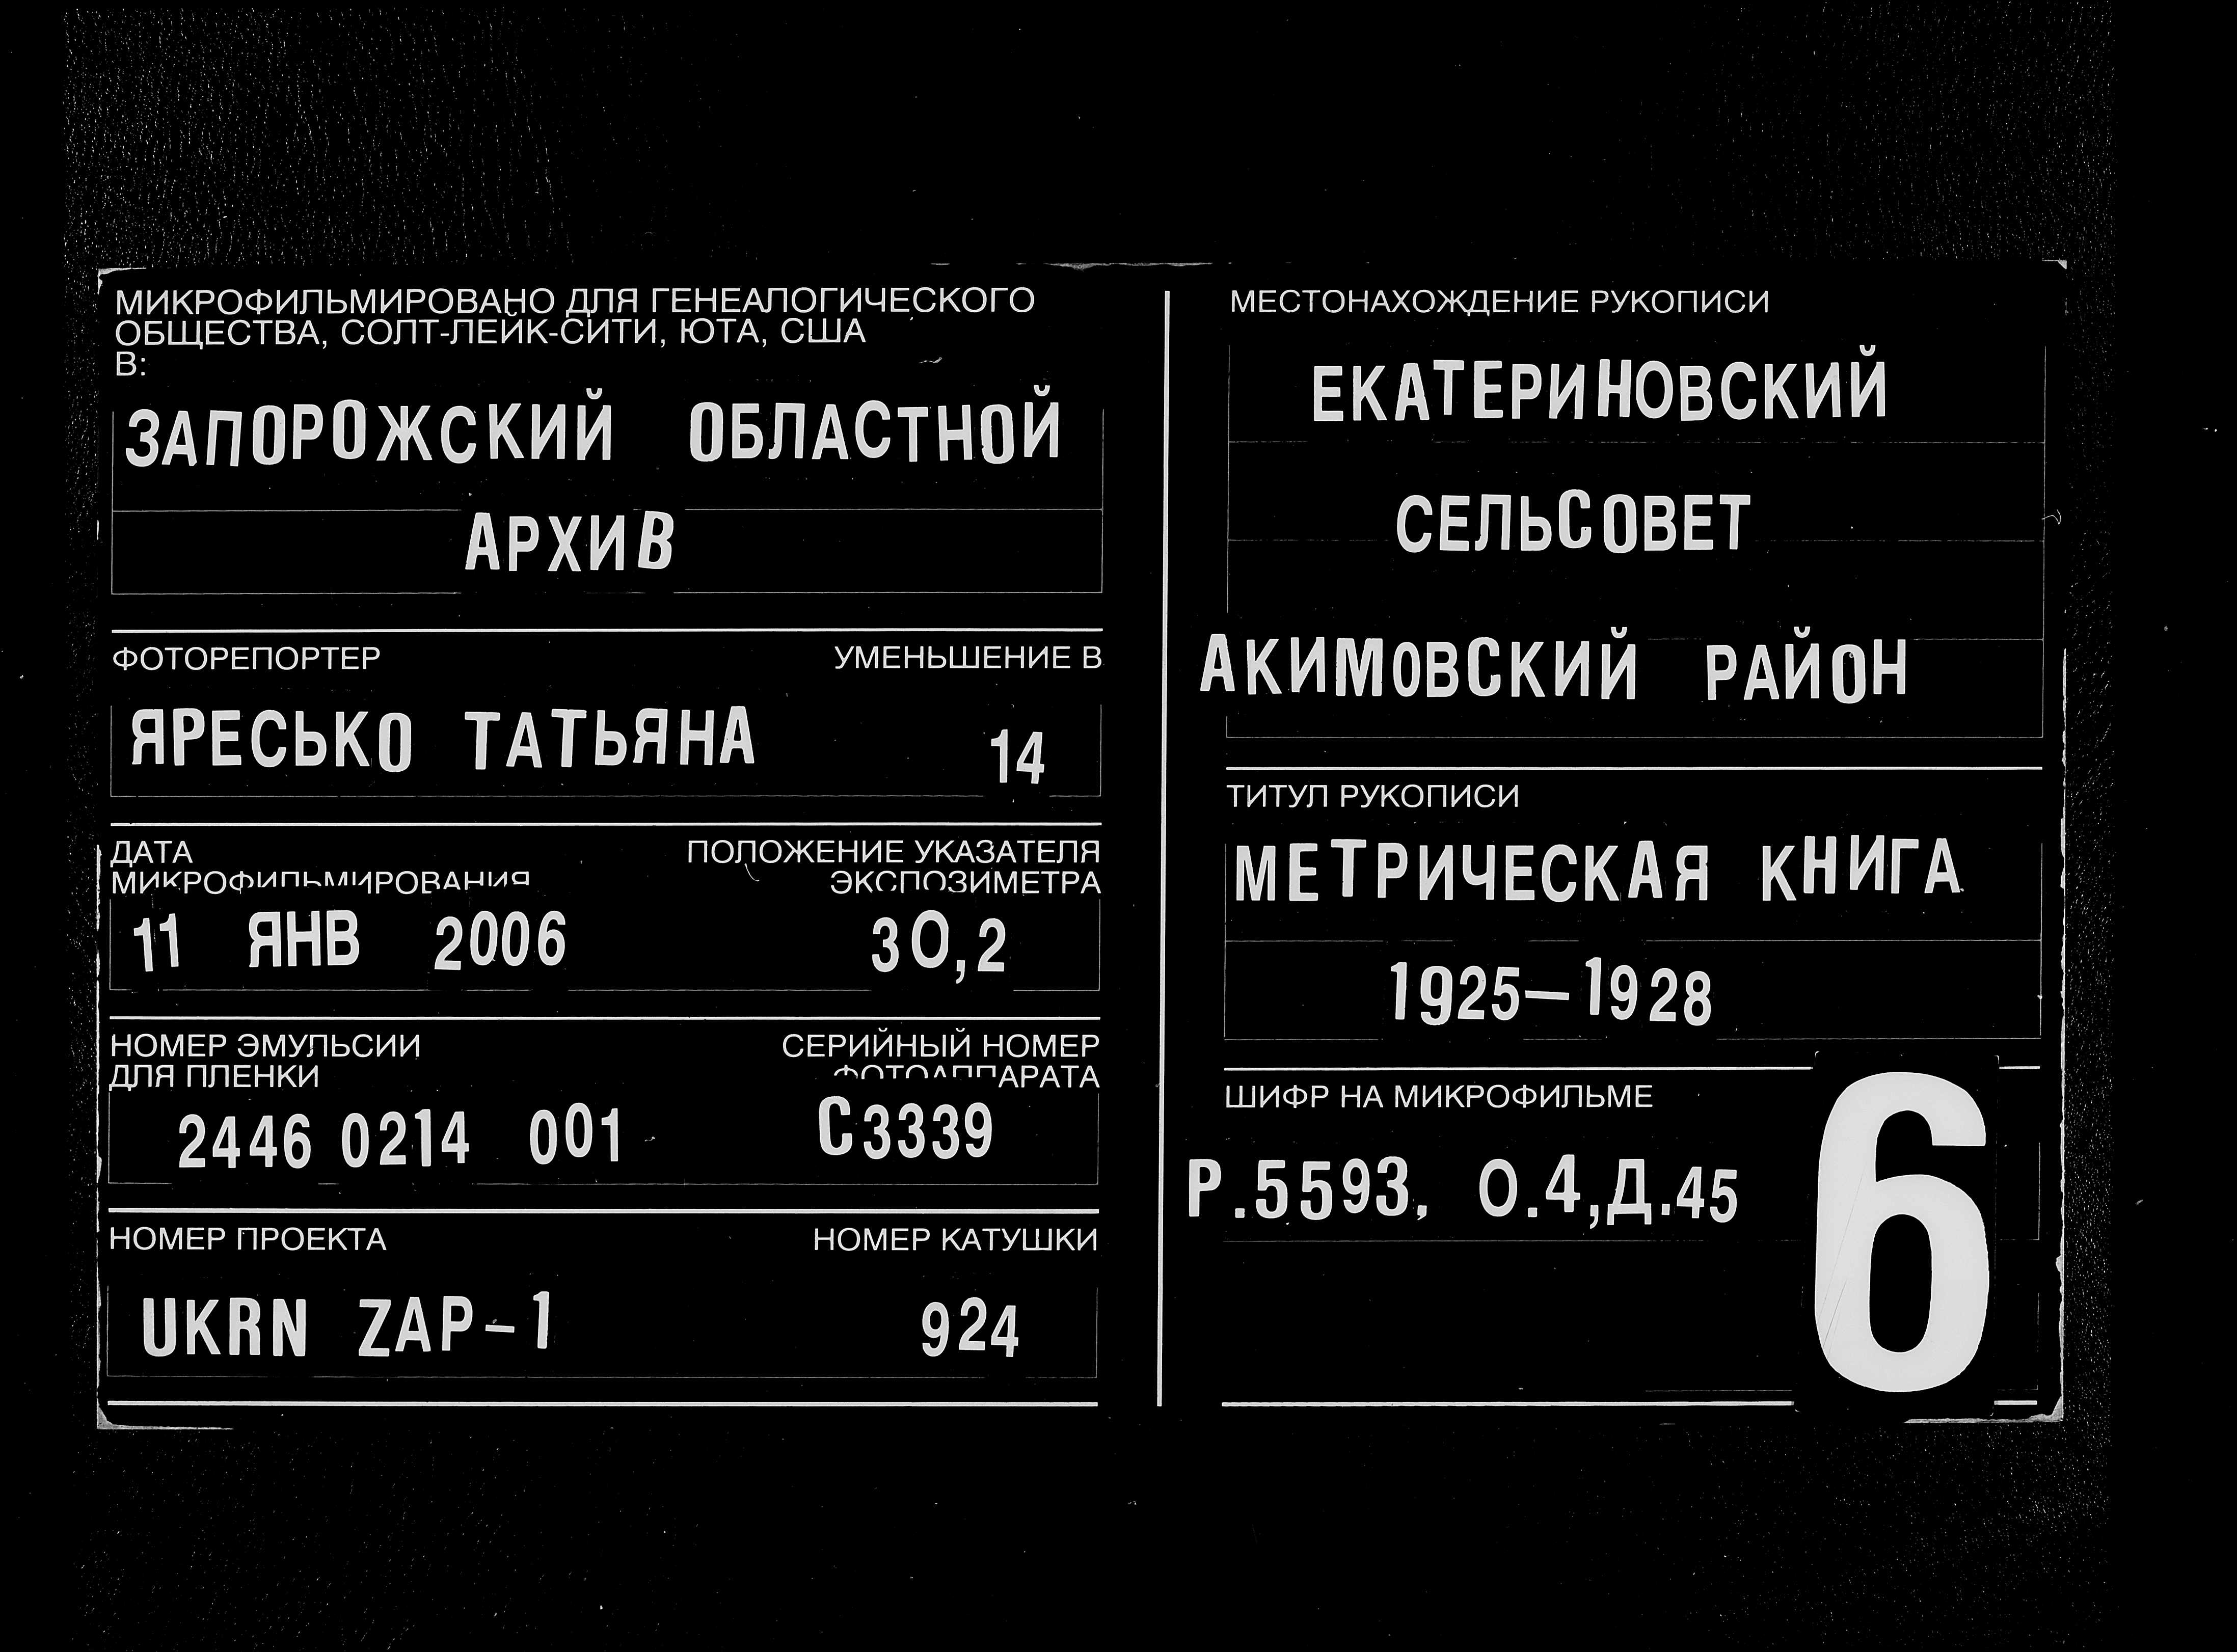 МИКРОФИЛЬМИРОВАНО ДЛЯ ГЕНЕАЛОГИЧЕСКОГО
ОБЩЕСТВА, СОЛТ-ЛЕЙК-СИТИ, ЮТА, США
В:
ЗАПОРОЖСКИЙ ОБЛАСТНОЙ
АРХИВ
ФОТОРЕПОРТЕР УМЕНЬШЕНИЕ В
ЯРЕСЬКО ТАТЬЯНА 14
ДАТА ПОЛОЖЕНИЕ УКАЗАТЕЛЯ
МИКРОФИЛЬМИРОВАНИЯ ЭКСПОЗИМЕТРА
11 ЯНВ 2006 30,2
НОМЕР ЭМУЛЬСИИ СЕРИЙНЫЙ НОМЕР
ДЛЯ ПЛЕНКИ ФОТОАППАРАТА
2446 0214 001 С3339
НОМЕР ПРОЕКТА НОМЕР КАТУШКИ
UKRN ZAP-1 924
МЕСТОНАХОЖДЕНИЕ РУКОПИСИ
ЕКАТЕРИНОВСКИЙ
СЕЛЬСОВЕТ
АКИМОВСКИЙ РАЙОН
ТИТУЛ РУКОПИСИ
МЕТРИЧЕСКАЯ КНИГА
1925—1928
ШИФР НА МИКРОФИЛЬМЕ
Р.5593, О.4,Д.45
6